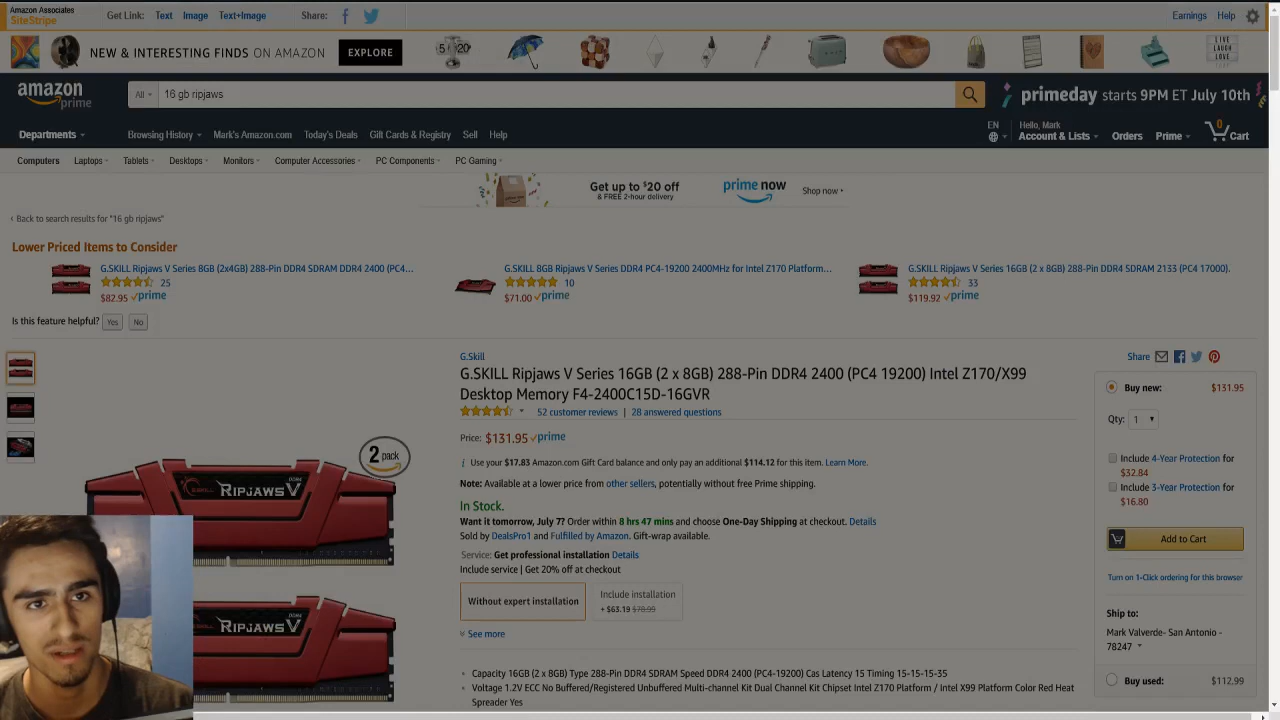 Amazon Associates
SiteStripe
Get Link: Text Image Text+Image Share:
Earnings Help
NEW & INTERESTING FINDS ON AMAZON EXPLORE
5 20
LIVE LAUGH LOVE
amazon prime
All 16 gb ripjaws
primeday starts 9PM ET July 10th
Departments
Browsing History Mark's Amazon.com Today's Deals Gift Cards & Registry Sell Help
EN
Hello, Mark
Account & Lists Orders Prime 0 Cart
Computers Laptops Tablets Desktops Monitors Computer Accessories PC Components PC Gaming
Get up to $20 off
& FREE 2-hour delivery
prime now
Shop now ›
‹ Back to search results for "16 gb ripjaws"
Lower Priced Items to Consider
G.SKILL Ripjaws V Series 8GB (2x4GB) 288-Pin DDR4 SDRAM DDR4 2400 (PC4...
25
$82.95 prime
G.SKILL 8GB Ripjaws V Series DDR4 PC4-19200 2400MHz for Intel Z170 Platform...
10
$71.00 prime
G.SKILL Ripjaws V Series 16GB (2 x 8GB) 288-Pin DDR4 SDRAM 2133 (PC4 17000).
33
$119.92 prime
Is this feature helpful? Yes No
G.Skill
G.SKILL Ripjaws V Series 16GB (2 x 8GB) 288-Pin DDR4 2400 (PC4 19200) Intel Z170/X99
Desktop Memory F4-2400C15D-16GVR
52 customer reviews | 28 answered questions
Price: $131.95 prime
i Use your $17.83 Amazon.com Gift Card balance and only pay an additional $114.12 for this item. Learn More.
Note: Available at a lower price from other sellers, potentially without free Prime shipping.
In Stock.
Want it tomorrow, July 7? Order within 8 hrs 47 mins and choose One-Day Shipping at checkout. Details
Sold by DealsPro1 and Fulfilled by Amazon. Gift-wrap available.
Service: Get professional installation Details
Include service | Get 20% off at checkout
Without expert installation
Include installation
+ $63.19 $78.99
See more
• Capacity 16GB (2 x 8GB) Type 288-Pin DDR4 SDRAM Speed DDR4 2400 (PC4-19200) Cas Latency 15 Timing 15-15-15-35
• Voltage 1.2V ECC No Buffered/Registered Unbuffered Multi-channel Kit Dual Channel Kit Chipset Intel Z170 Platform / Intel X99 Platform Color Red Heat
Spreader Yes
2 pack
G.SKILL RIPJAWS V DDR4
RIPJAWS V DDR4
Share
Buy new: $131.95
Qty: 1
Include 4-Year Protection for
$32.84
Include 3-Year Protection for
$16.80
Add to Cart
Turn on 1-Click ordering for this browser
Ship to:
Mark Valverde- San Antonio -
78247
Buy used: $112.99